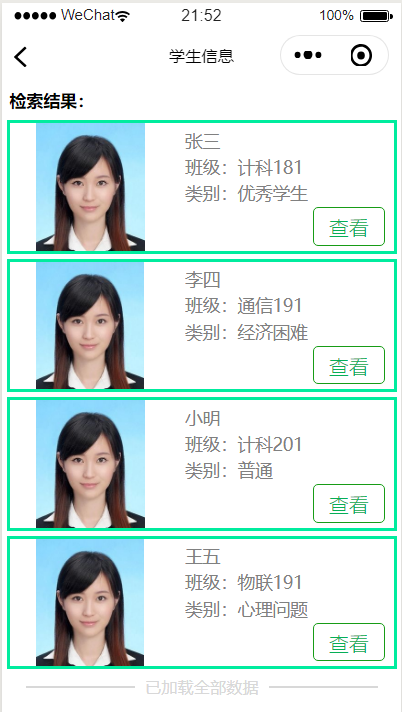 WeChat 21:52 100%
学生信息
检索结果：
张三
班级：计科181
类别：优秀学生
查看
李四
班级：通信191
类别：经济困难
查看
小明
班级：计科201
类别：普通
查看
王五
班级：物联191
类别：心理问题
查看
已加载全部数据